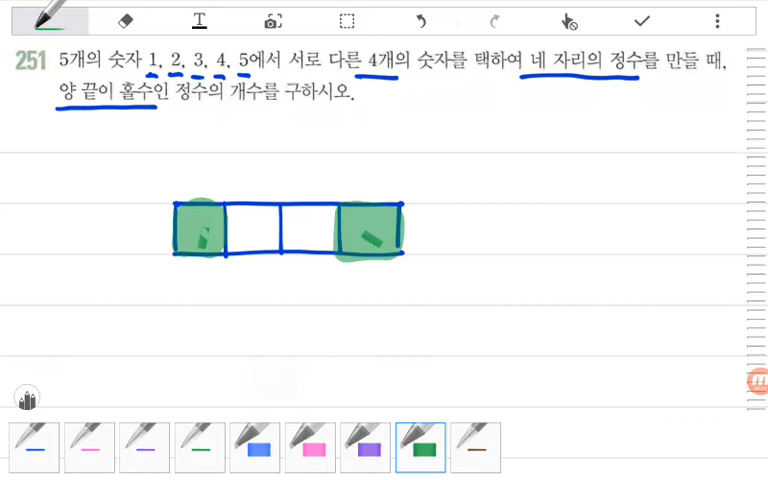 251 5개의 숫자 1, 2, 3, 4, 5에서 서로 다른 4개의 숫자를 택하여 네 자리의 정수를 만들 때,
양 끝이 홀수인 정수의 개수를 구하시오.